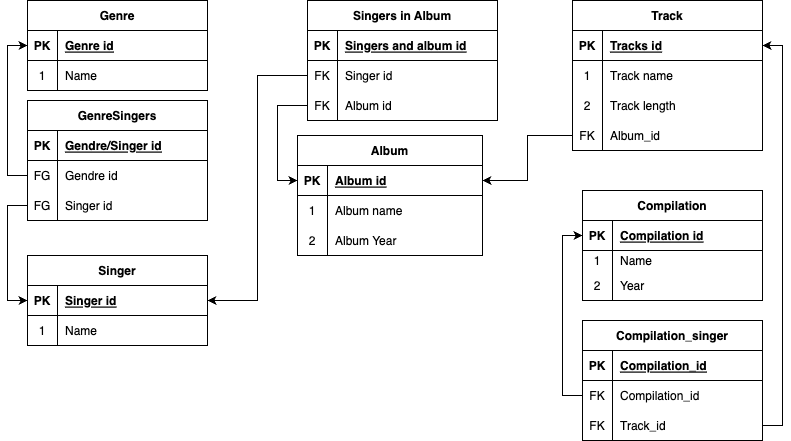 Genre
PK Genre id
1 Name
GenreSingers
PK Gendre/Singer id
FG Gendre id
FG Singer id
Singer
PK Singer id
1 Name
Singers in Album
PK Singers and album id
FK Singer id
FK Album id
Album
PK Album id
1 Album name
2 Album Year
Track
PK Tracks id
1 Track name
2 Track length
FK Album_id
Compilation
PK Compilation id
1 Name
2 Year
Compilation_singer
PK Compilation_id
FK Compilation_id
FK Track_id